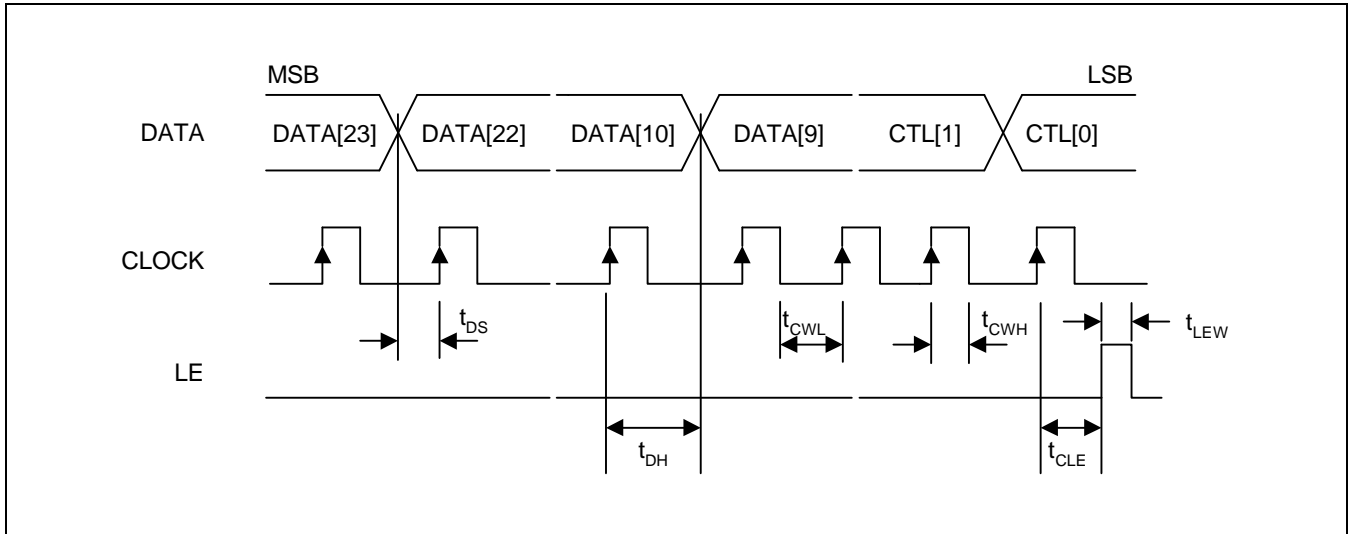 MSB LSB
DATA DATA[23] DATA[22] DATA[10] DATA[9] CTL[1] CTL[0]
CLOCK
tDS tCWL tCWH tLEW
LE
tDH tCLE